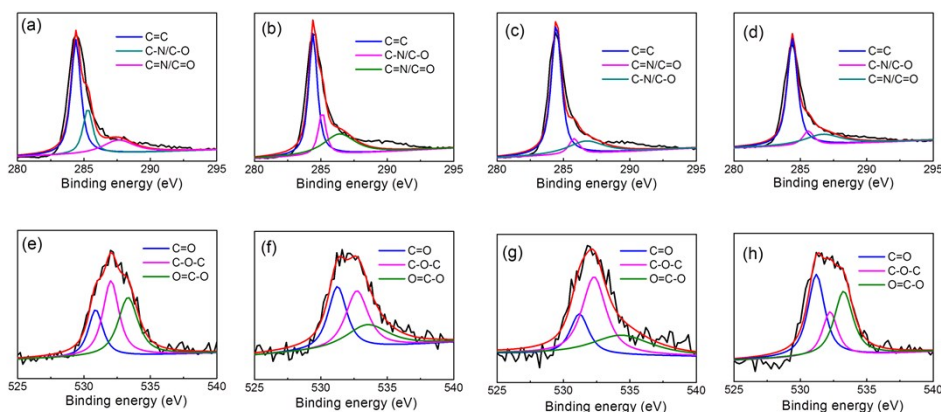 (a)
C=C
C-N/C-O
C=N/C=O
280 285 290 295
Binding energy (eV)
(b)
C=C
C-N/C-O
C=N/C=O
280 285 290 295
Binding energy (eV)
(c)
C=C
C=N/C=O
C-N/C-O
280 285 290 295
Binding energy (eV)
(d)
C=C
C-N/C-O
C=N/C=O
280 285 290 295
Binding energy (eV)
(e)
C=O
C-O-C
O=C-O
525 530 535 540
Binding energy (eV)
(f)
C=O
C-O-C
O=C-O
525 530 535 540
Binding energy (eV)
(g)
C=O
C-O-C
O=C-O
525 530 535 540
Binding energy (eV)
(h)
C=O
C-O-C
O=C-O
525 530 535 540
Binding energy (eV)